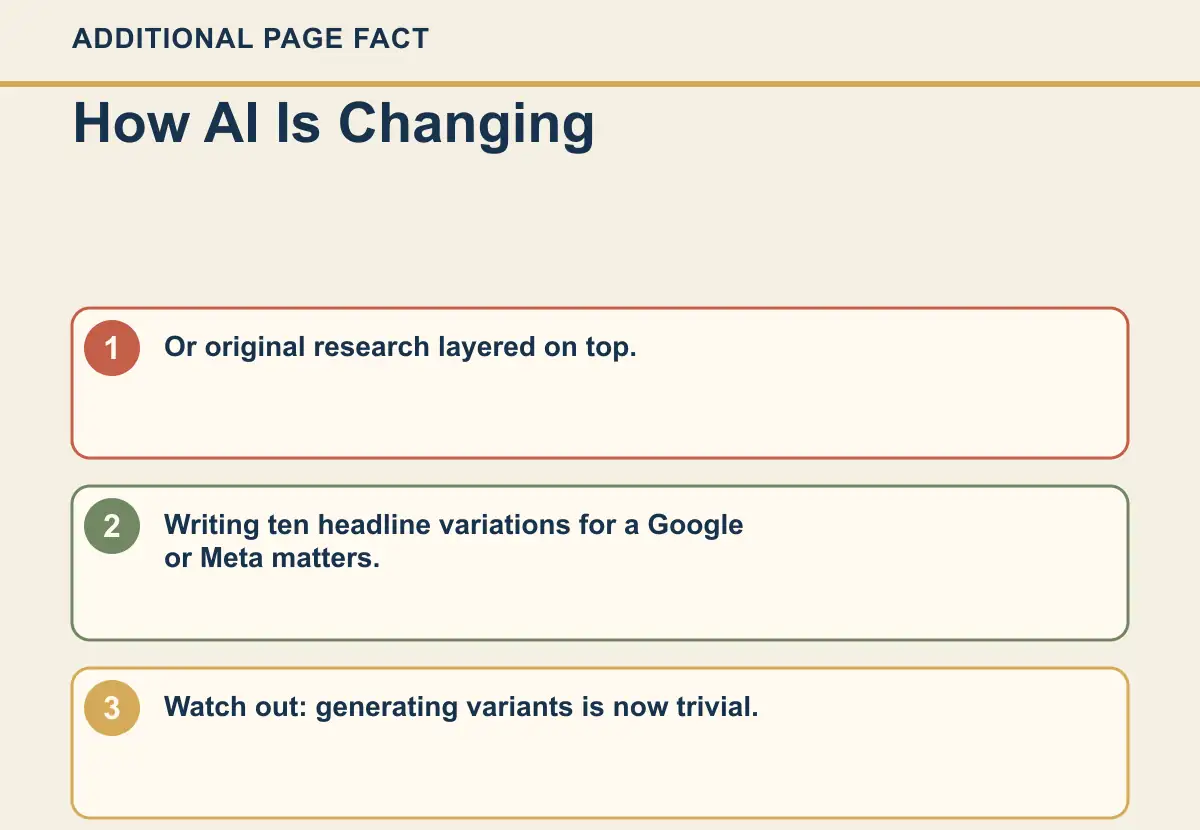 ADDITIONAL PAGE FACT
How AI Is Changing
1
Or original research layered on top.
2
Writing ten headline variations for a Google
or Meta matters.
3
Watch out: generating variants is now trivial.